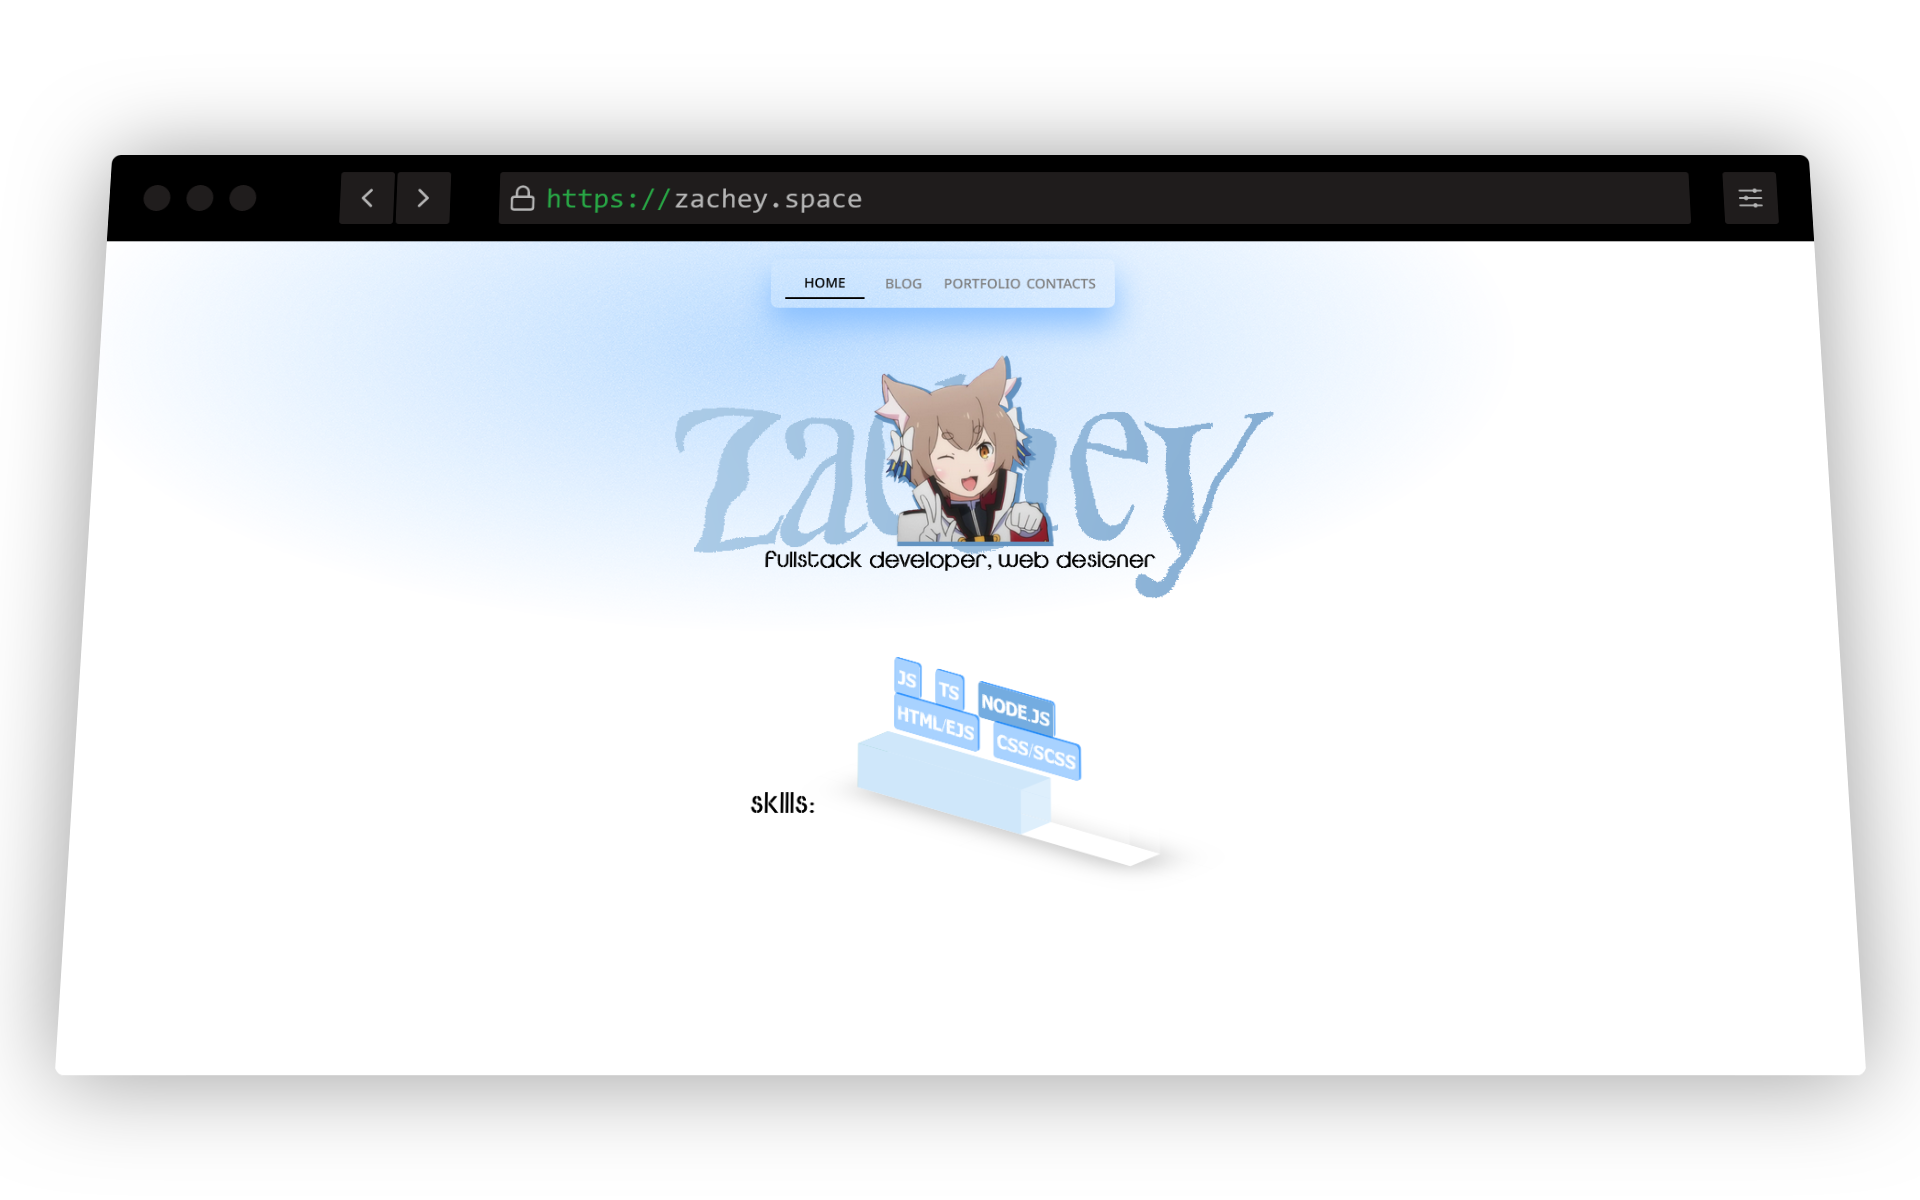 https://zachey.space
HOME BLOG PORTFOLIO CONTACTS
Zachey
Fullstack developer, web designer
JS TS NODE.JS
HTML/EJS CSS/SCSS
skills: